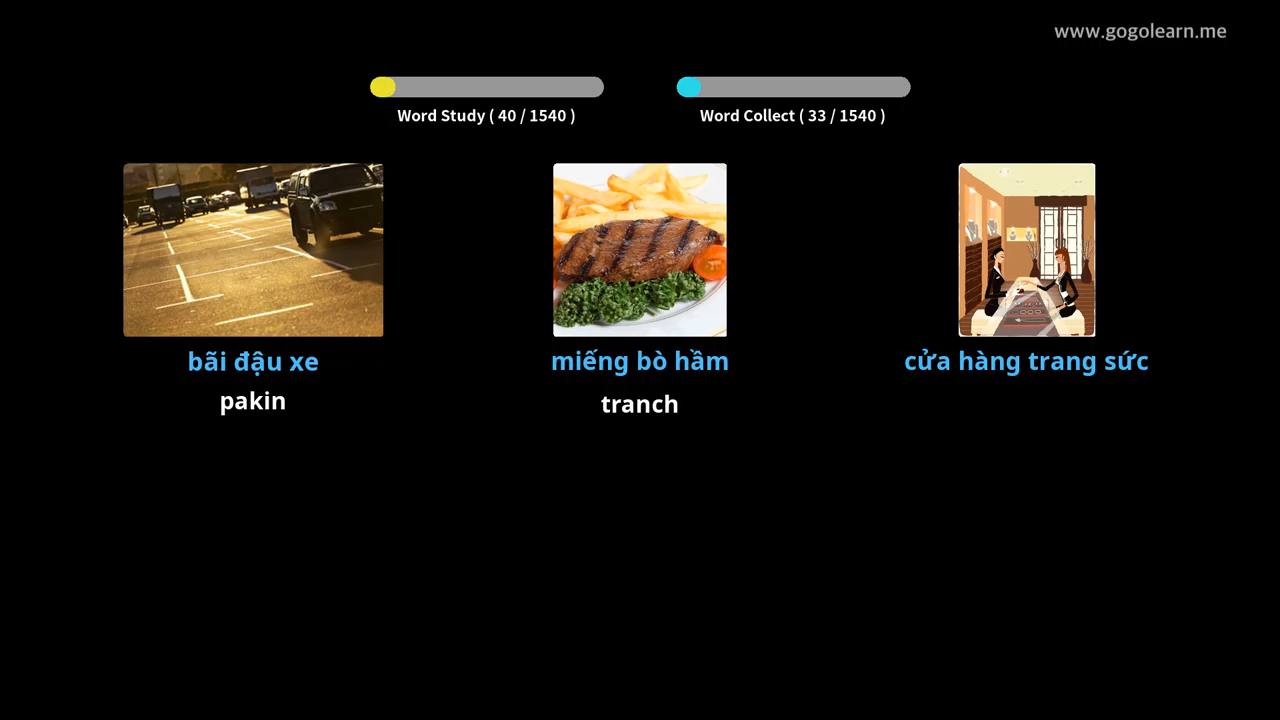 www.gogolearn.me
Word Study ( 40 / 1540 )
Word Collect ( 33 / 1540 )
bãi đậu xe
miếng bò hầm
cửa hàng trang sức
pakin
tranch